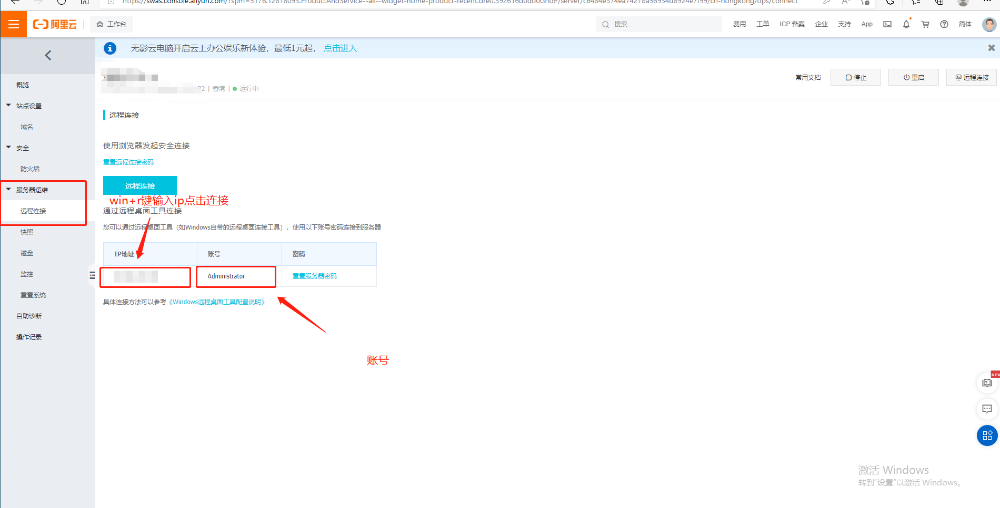 https://swas.console.aliyun.com/?spm=5176.12818093.ProductAndService--ali--widget-home-product-recent.dre0.392616d0do0Gno#/server/c6484e374ea74278a56934d8924e7f99/cn-hongkong/ops/connect
阿里云
工作台
搜索...
费用
工单
ICP 备案
企业
支持
App
简体
无影云电脑开启云上办公娱乐新体验，最低1元起， 点击进入
概览
站点设置
域名
安全
防火墙
服务器运维
远程连接
快照
磁盘
监控
重置系统
自助诊断
操作记录
| 香港 | 运行中
常用文档
停止
重启
远程连接
远程连接
使用浏览器发起安全连接
重置远程连接密码
远程连接
win+r键输入ip点击连接
通过远程桌面工具连接
您可以通过远程桌面工具（如Windows自带的远程桌面连接工具），使用以下账号密码连接到服务器
IP地址 账号 密码
Administrator 重置服务器密码
具体连接方法可以参考《Windows远程桌面工具配置说明》
账号
NEW
激活 Windows
转到“设置”以激活 Windows。